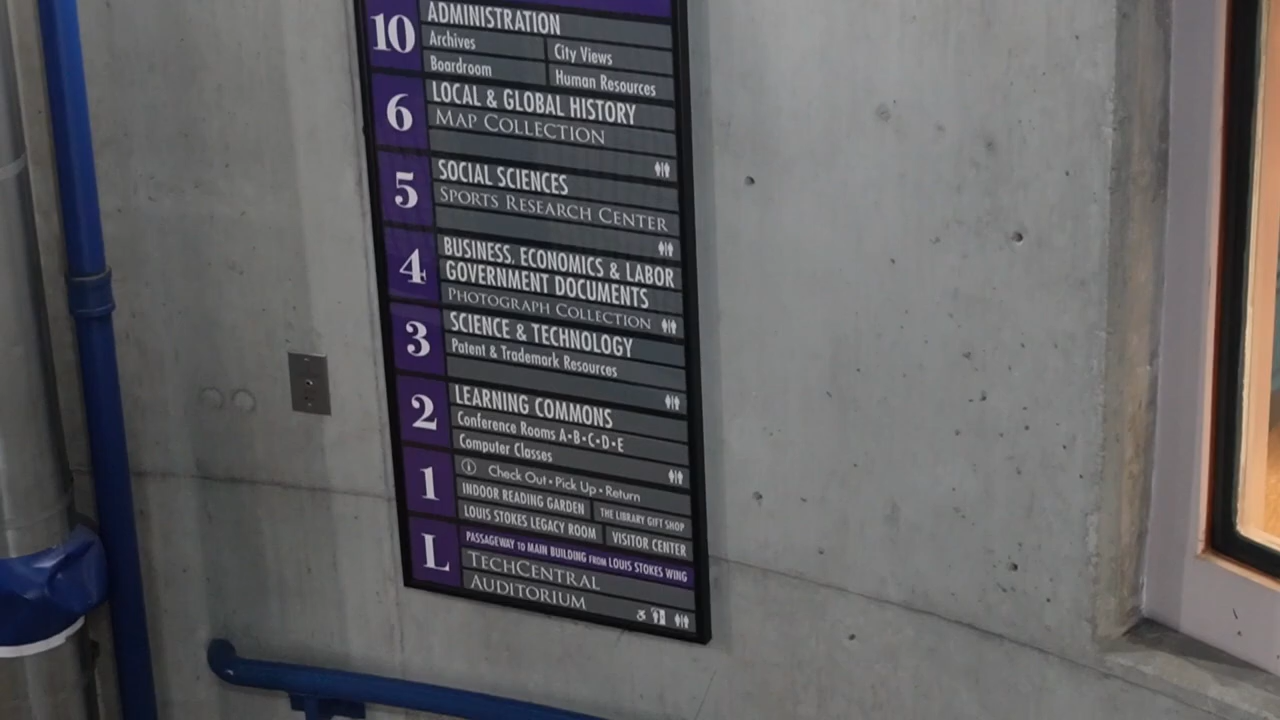 10 ADMINISTRATION
Archives City Views
Boardroom Human Resources
6 LOCAL & GLOBAL HISTORY
MAP COLLECTION
5 SOCIAL SCIENCES
SPORTS RESEARCH CENTER
4 BUSINESS, ECONOMICS & LABOR
GOVERNMENT DOCUMENTS
PHOTOGRAPH COLLECTION
3 SCIENCE & TECHNOLOGY
Patent & Trademark Resources
2 LEARNING COMMONS
Conference Rooms A•B•C•D•E
Computer Classes
1 Check Out • Pick Up • Return
INDOOR READING GARDEN THE LIBRARY GIFT SHOP
LOUIS STOKES LEGACY ROOM VISITOR CENTER
L PASSAGEWAY TO MAIN BUILDING FROM LOUIS STOKES WING
TECHCENTRAL
AUDITORIUM